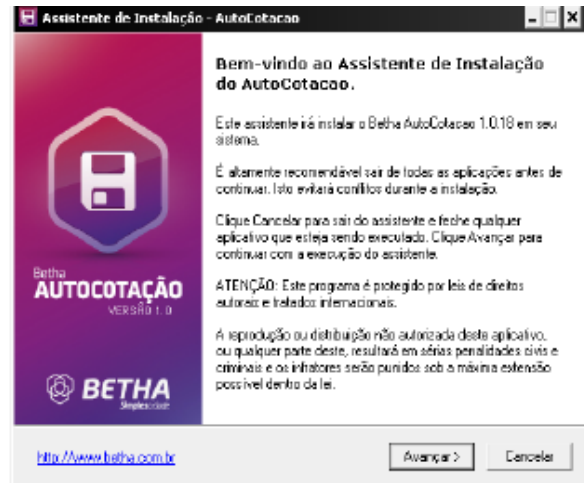 Assistente de Instalação - AutoCotacao
Bem-vindo ao Assistente de Instalação
do AutoCotacao.
Este assistente irá instalar o Betha AutoCotacao 1.0.18 em seu
sistema.
É altamente recomendável sair de todas as aplicações antes de
continuar. Isto evitará conflitos durante a instalação.
Clique Cancelar para sair do assistente e feche qualquer
aplicativo que esteja sendo executado. Clique Avançar para
continuar com a execução do assistente.
ATENÇÃO: Este programa é protegido por leis de direitos
autorais e tratados internacionais.
A reprodução ou distribuição não autorizada deste aplicativo,
ou qualquer parte deste, resultará em sérias penalidades civis e
criminais e os infratores serão punidos sob a máxima extensão
possível dentro da lei.
Betha
AUTOCOTAÇÃO
VERSÃO 1.0
BETHA
http://www.betha.com.br
Avançar >
Cancelar